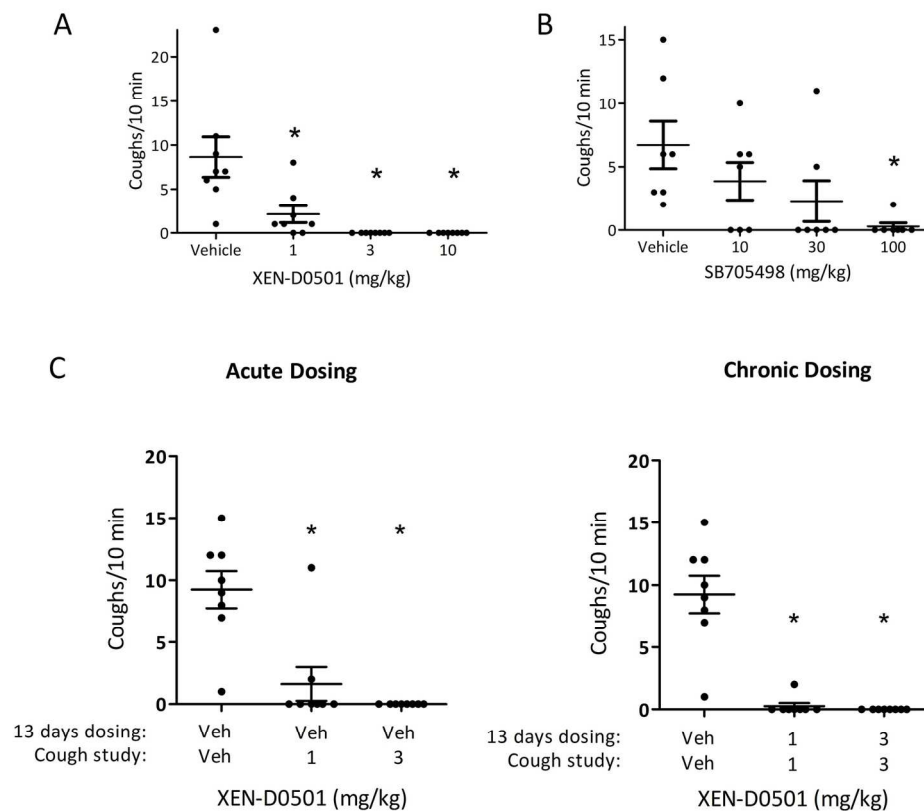 A
Coughs/10 min
20
15
10
5
0
*
*
*
Vehicle 1 3 10
XEN-D0501 (mg/kg)
B
Coughs/10 min
15
10
5
0
*
Vehicle 10 30 100
SB705498 (mg/kg)
C
Acute Dosing
Coughs/10 min
20
15
10
5
0
*
*
13 days dosing: Veh Veh Veh
Cough study: Veh 1 3
XEN-D0501 (mg/kg)
Chronic Dosing
Coughs/10 min
20
15
10
5
0
*
*
13 days dosing: Veh 1 3
Cough study: Veh 1 3
XEN-D0501 (mg/kg)